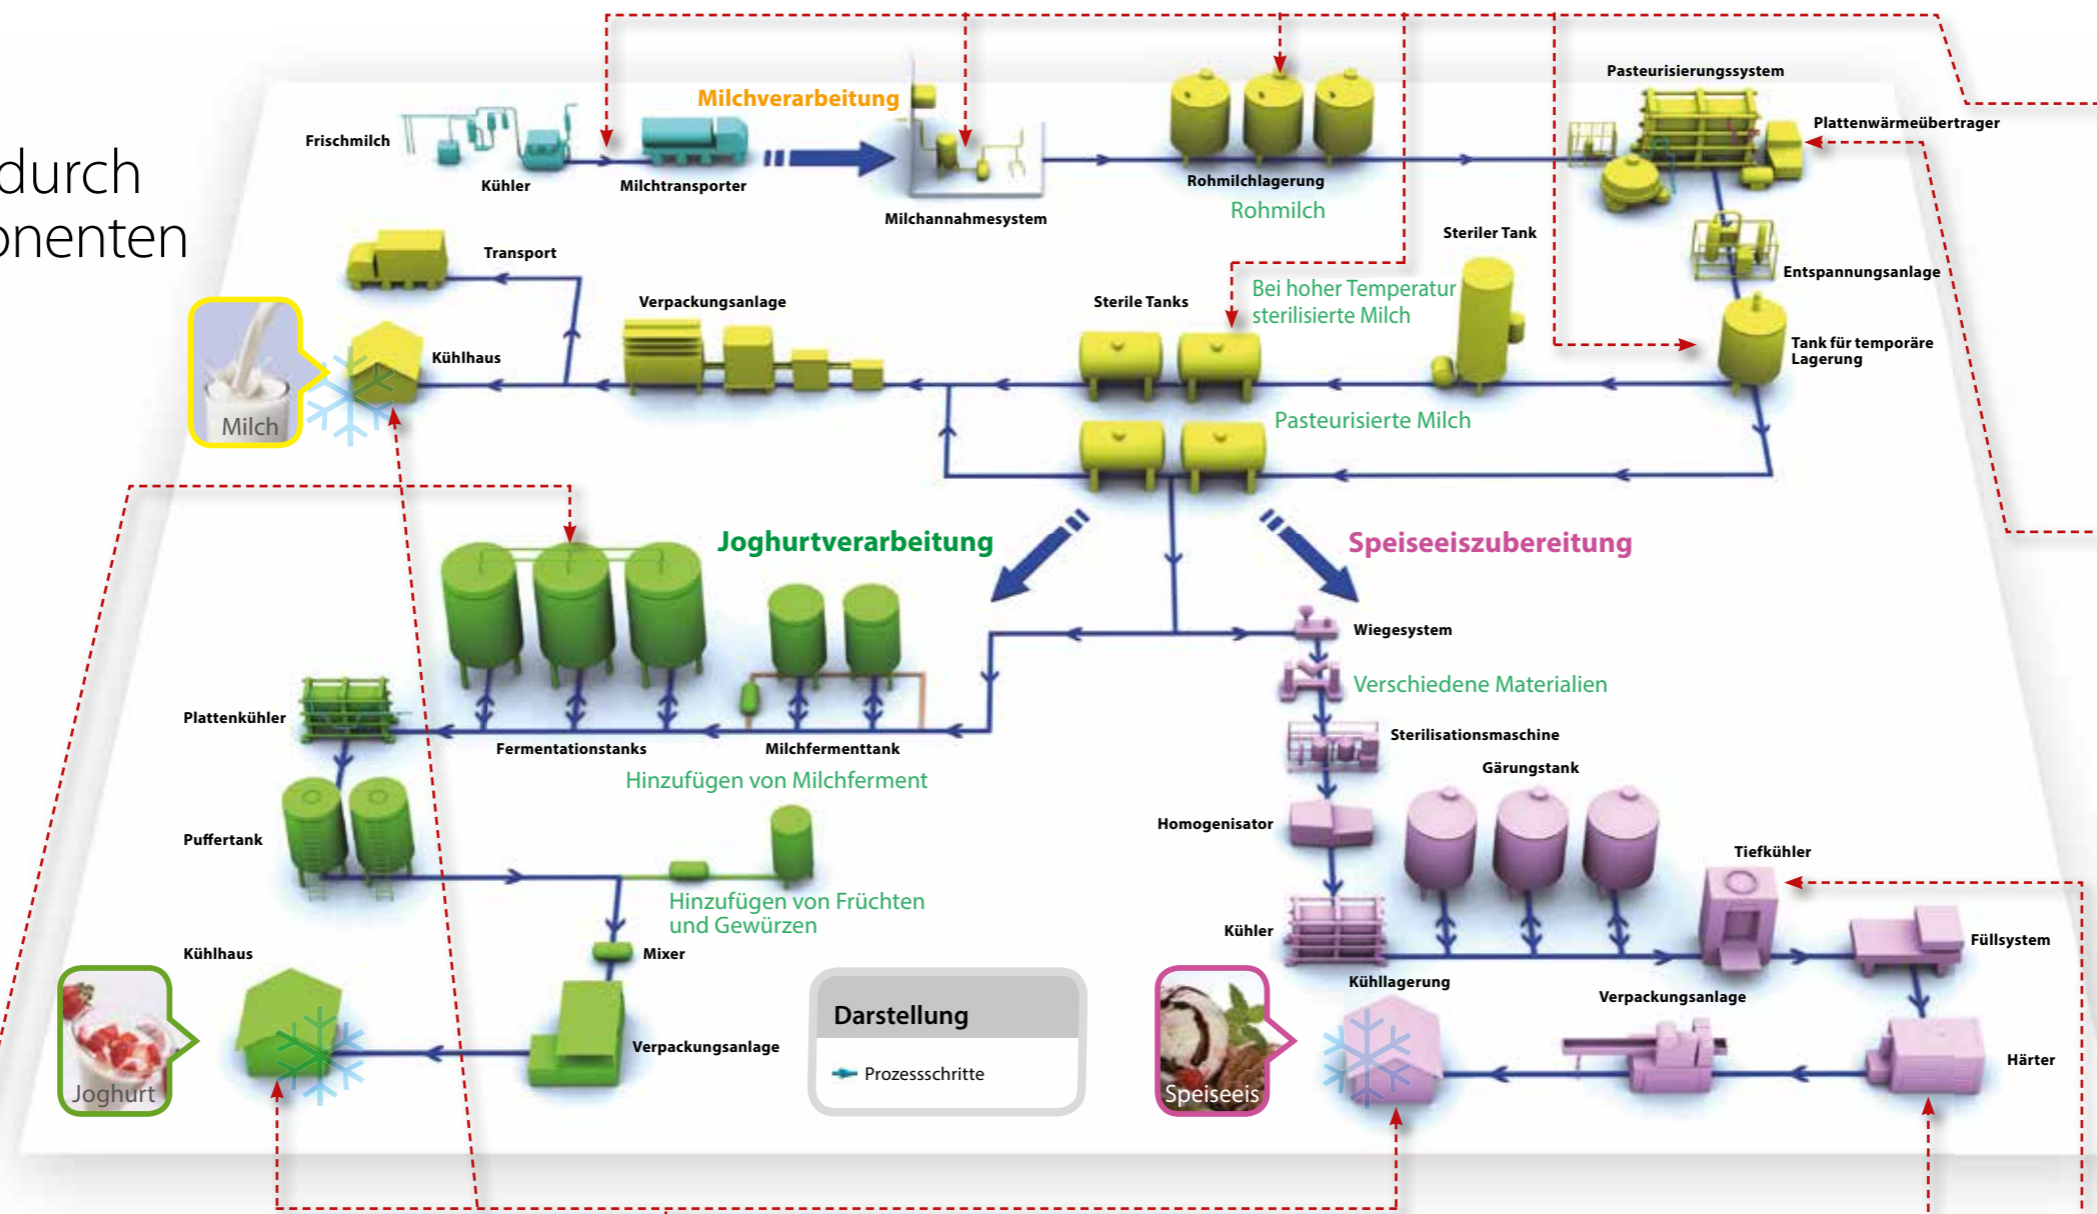 durch
onenten
Pasteurisierungssystem
Milchverarbeitung
Plattenwärmeübertrager
Frischmilch
Kühler
Milchtransporter
Rohmilchlagerung
Rohmilch
Milchannahmesystem
Steriler Tank
Transport
Entspannungsanlage
Verpackungsanlage
Sterile Tanks
Bei hoher Temperatur
sterilisierte Milch
Tank für temporäre
Lagerung
Kühlhaus
Milch
Pasteurisierte Milch
Joghurtverarbeitung
Speiseeiszubereitung
Wiegesystem
Verschiedene Materialien
Plattenkühler
Fermentationstanks
Milchfermenttank
Sterilisationsmaschine
Hinzufügen von Milchferment
Gärungstank
Puffertank
Homogenisator
Tiefkühler
Hinzufügen von Früchten
und Gewürzen
Kühler
Füllsystem
Kühlhaus
Mixer
Kühllagerung
Verpackungsanlage
Darstellung
Prozessschritte
Verpackungsanlage
Härter
Joghurt
Speiseeis